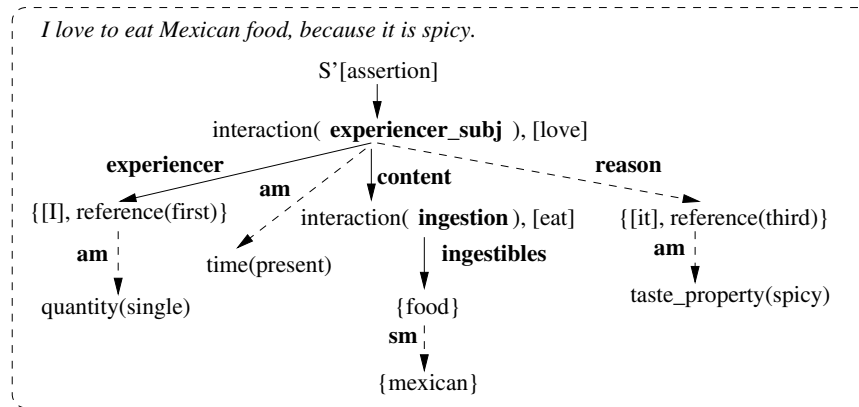 I love to eat Mexican food, because it is spicy.
S'[assertion]
interaction( experiencer_subj ), [love]
experiencer
am
content
reason
{[I], reference(first)}
interaction( ingestion ), [eat]
{[it], reference(third)}
am
time(present)
ingestibles
am
quantity(single)
{food}
taste_property(spicy)
sm
{mexican}